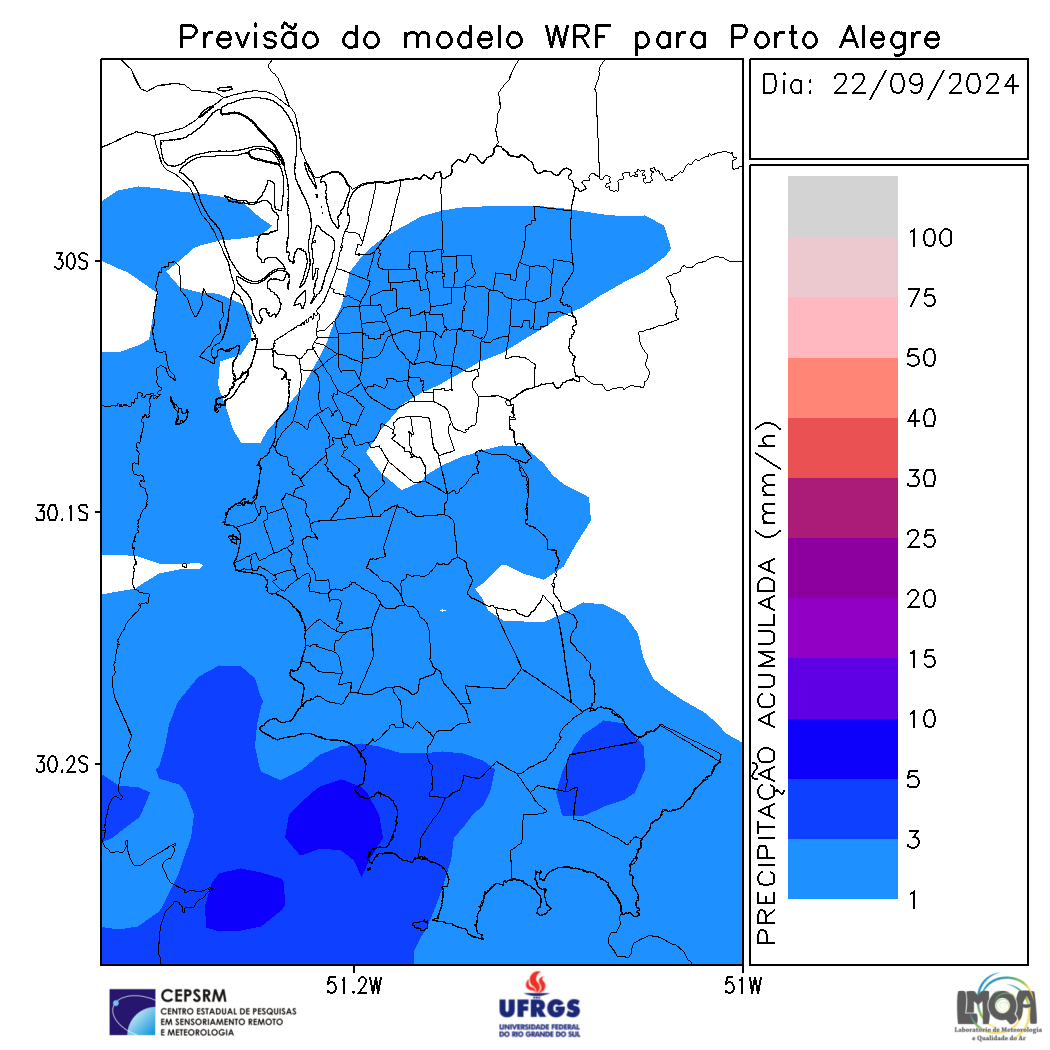 Previsão do modelo WRF para Porto Alegre
Dia: 22/09/2024
30S
30.1S
30.2S
51.2W
51W
PRECIPITAÇÃO ACUMULADA (mm/h)
100
75
50
40
30
25
20
15
10
5
3
1
CEPSRM
CENTRO ESTADUAL DE PESQUISAS
EM SENSORIAMENTO REMOTO
E METEOROLOGIA
UFRGS
UNIVERSIDADE FEDERAL
DO RIO GRANDE DO SUL
LMQA
Laboratório de Meteorologia
e Qualidade do Ar